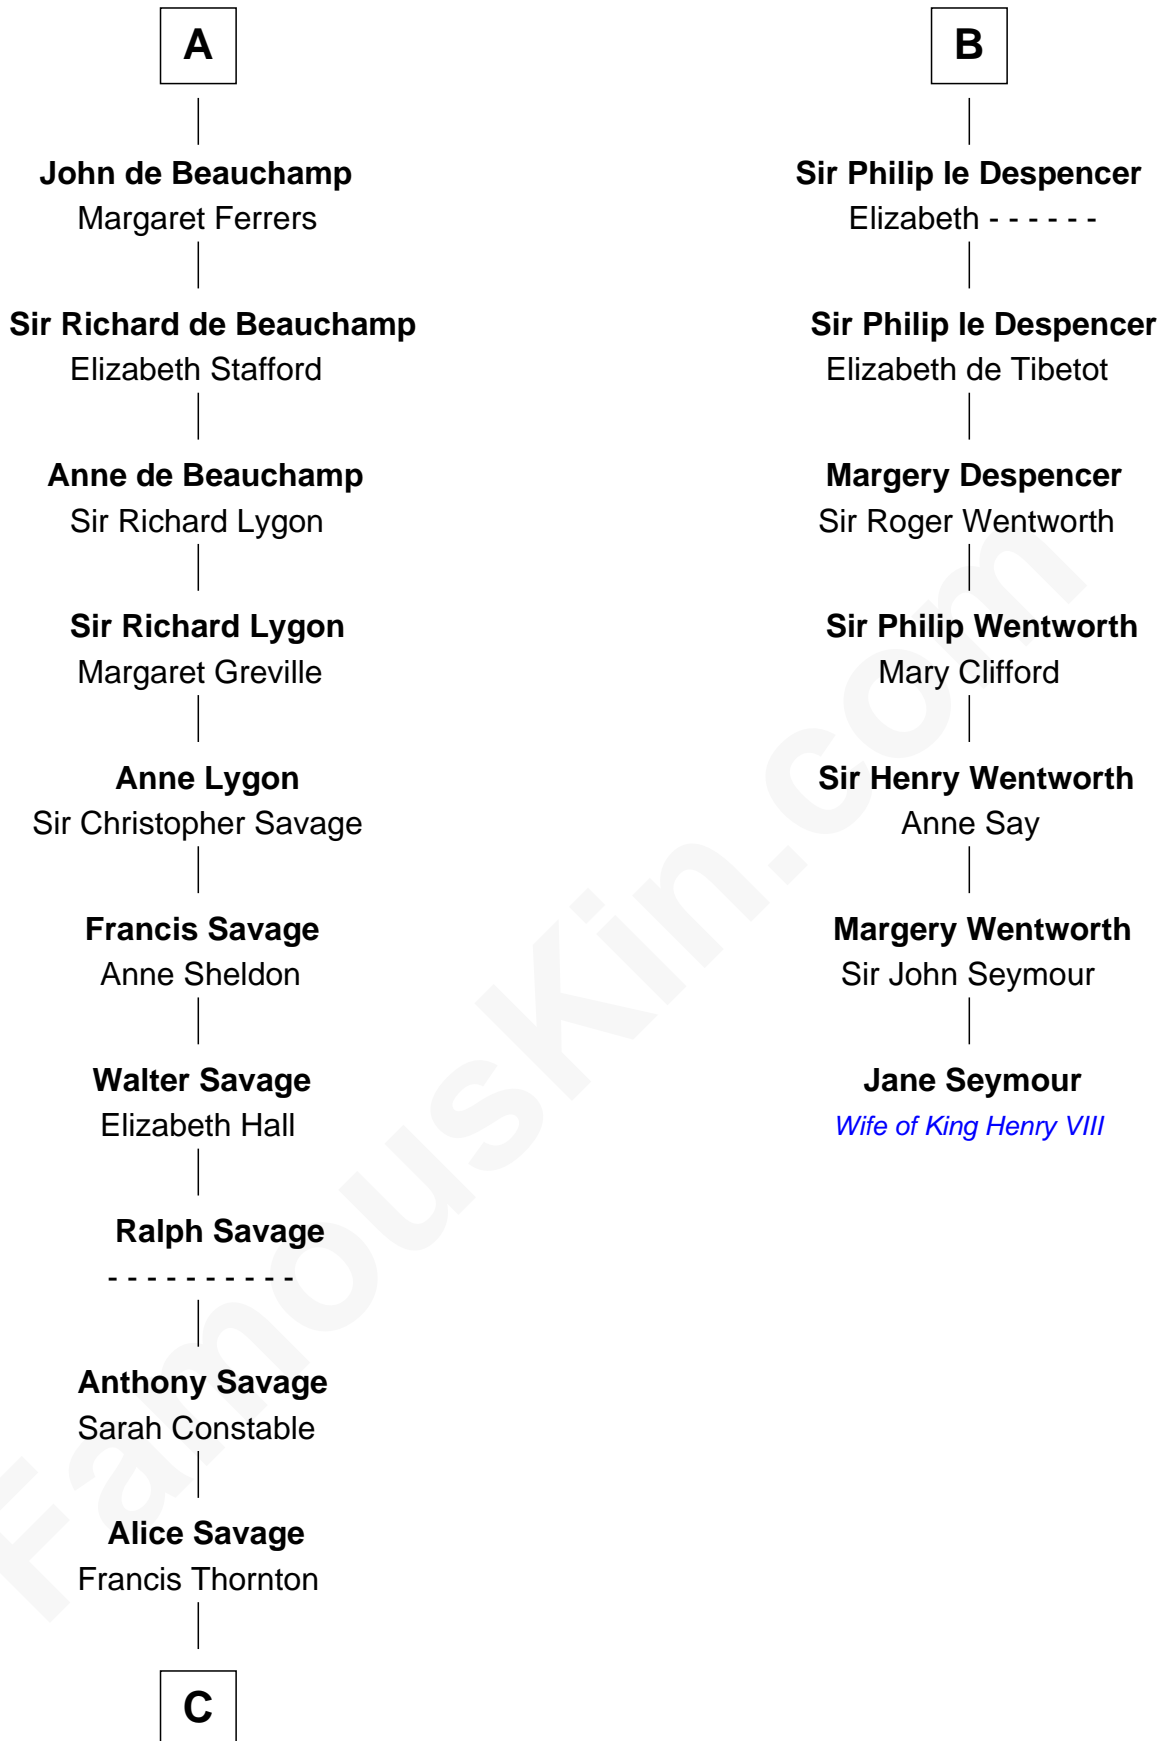 A
John de Beauchamp
Margaret Ferrers
Sir Richard de Beauchamp
Elizabeth Stafford
Anne de Beauchamp
Sir Richard Lygon
Sir Richard Lygon
Margaret Greville
Anne Lygon
Sir Christopher Savage
Francis Savage
Anne Sheldon
Walter Savage
Elizabeth Hall
Ralph Savage
- - - - - - - - - -
Anthony Savage
Sarah Constable
Alice Savage
Francis Thornton
C
B
Sir Philip le Despencer
Elizabeth - - - - - -
Sir Philip le Despencer
Elizabeth de Tibetot
Margery Despencer
Sir Roger Wentworth
Sir Philip Wentworth
Mary Clifford
Sir Henry Wentworth
Anne Say
Margery Wentworth
Sir John Seymour
Jane Seymour
Wife of King Henry VIII
FamousKin.com